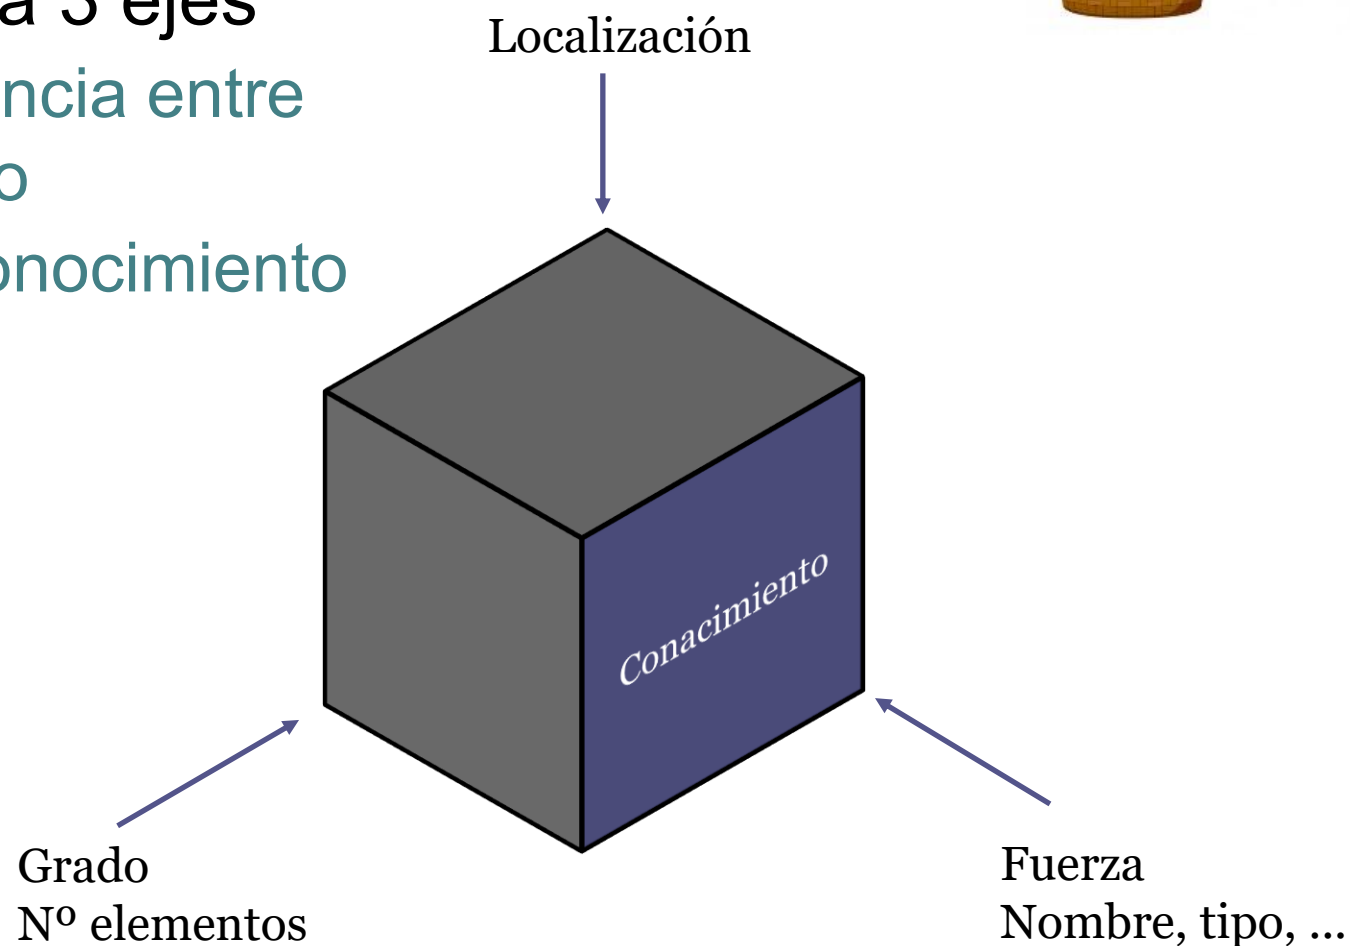 a 3 ejes
Localización
ncia entre
o
onocimiento
Conacimiento
Grado
Nº elementos
Fuerza
Nombre, tipo, ...